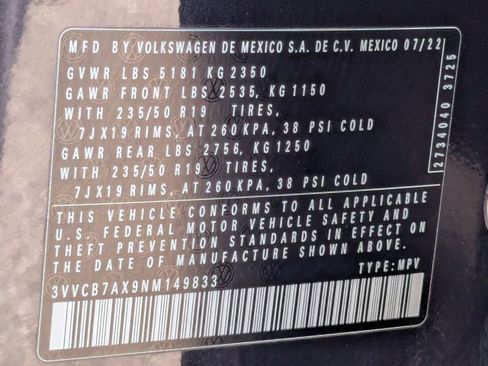 MFD BY VOLKSWAGEN DE MEXICO S.A. DE C.V. MEXICO 07/22
GVWR LBS 5181 KG 2350
GAWR FRONT LBS 2535, KG 1150
WITH 235/50 R19 TIRES,
7JX19 RIMS, AT 260 KPA, 38 PSI COLD
GAWR REAR LBS 2756, KG 1250
WITH 235/50 R19 TIRES,
7JX19 RIMS, AT 260 KPA, 38 PSI COLD
THIS VEHICLE CONFORMS TO ALL APPLICABLE
U.S. FEDERAL MOTOR VEHICLE SAFETY AND
THEFT PREVENTION STANDARDS IN EFFECT ON
THE DATE OF MANUFACTURE SHOWN ABOVE.
3VVCB7AX9NM149833 TYPE: MPV
2734040 3725